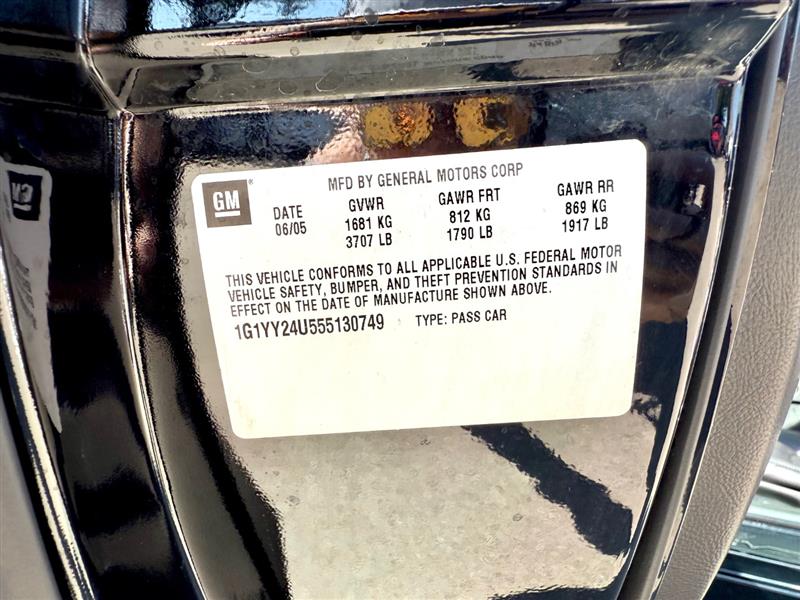 MFD BY GENERAL MOTORS CORP
GM®
DATE GVWR GAWR FRT GAWR RR
06/05 1681 KG 812 KG 869 KG
3707 LB 1790 LB 1917 LB
THIS VEHICLE CONFORMS TO ALL APPLICABLE U.S. FEDERAL MOTOR
VEHICLE SAFETY, BUMPER, AND THEFT PREVENTION STANDARDS IN
EFFECT ON THE DATE OF MANUFACTURE SHOWN ABOVE.
1G1YY24U555130749 TYPE: PASS CAR